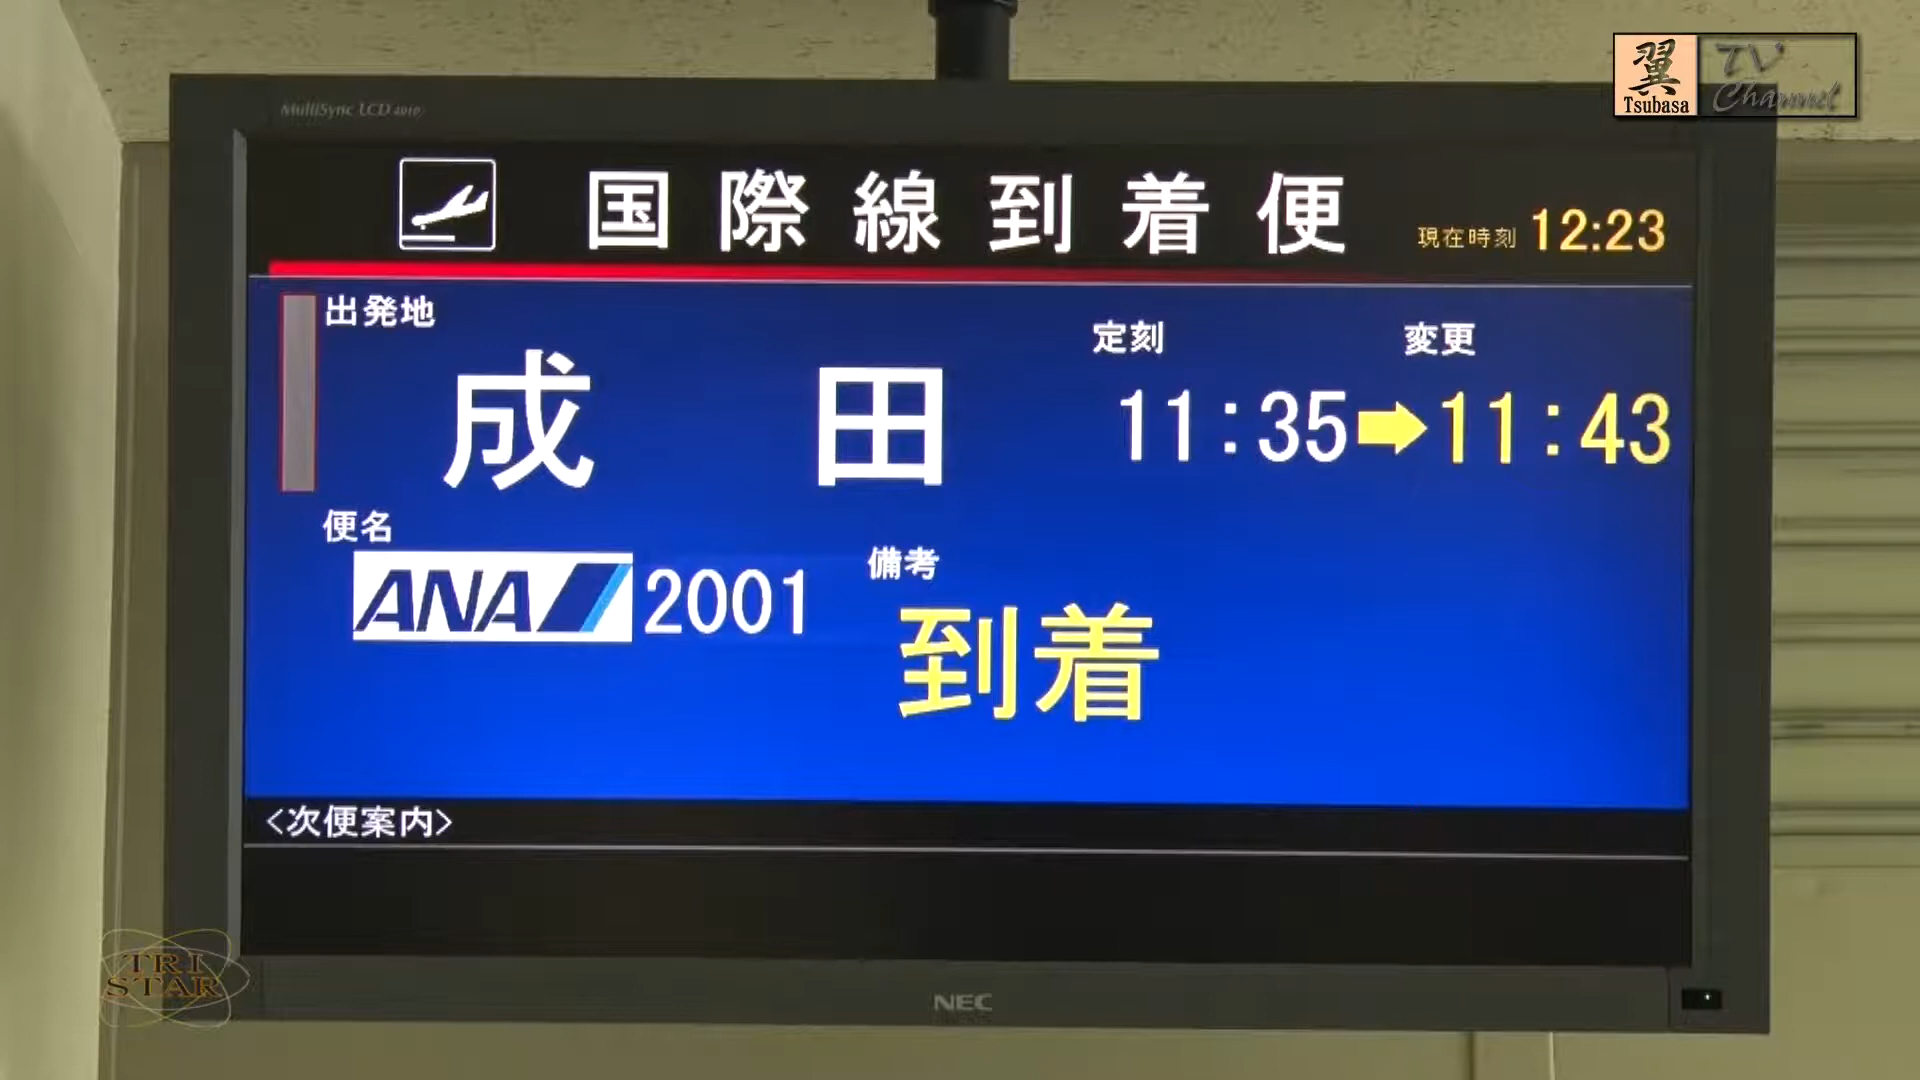 翼
Tsubasa
TV
Channel
MultiSync LCD 4010
国際線到着便
現在時刻 12:23
出発地
定刻
変更
成田
11:35➡11:43
便名
ANA 2001
備考
到着
<次便案内>
TRI
STAR
NEC